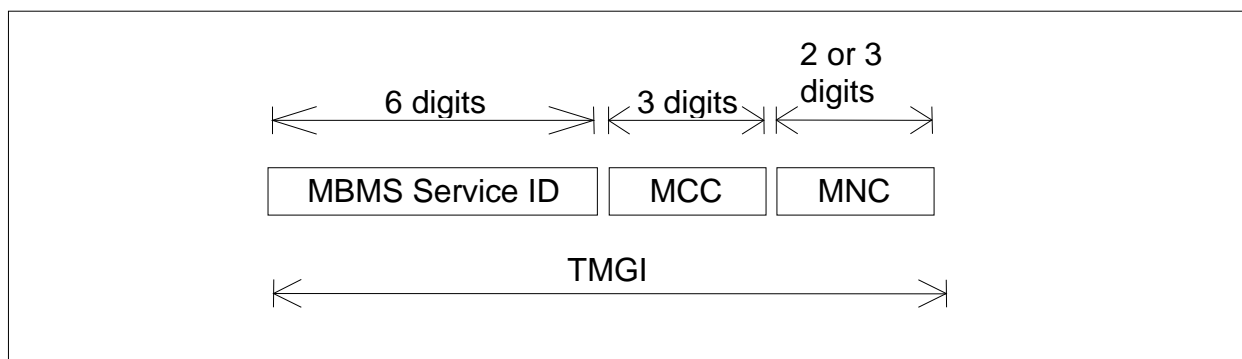 2 or 3
digits
6 digits
3 digits
MBMS Service ID
MCC
MNC
TMGI